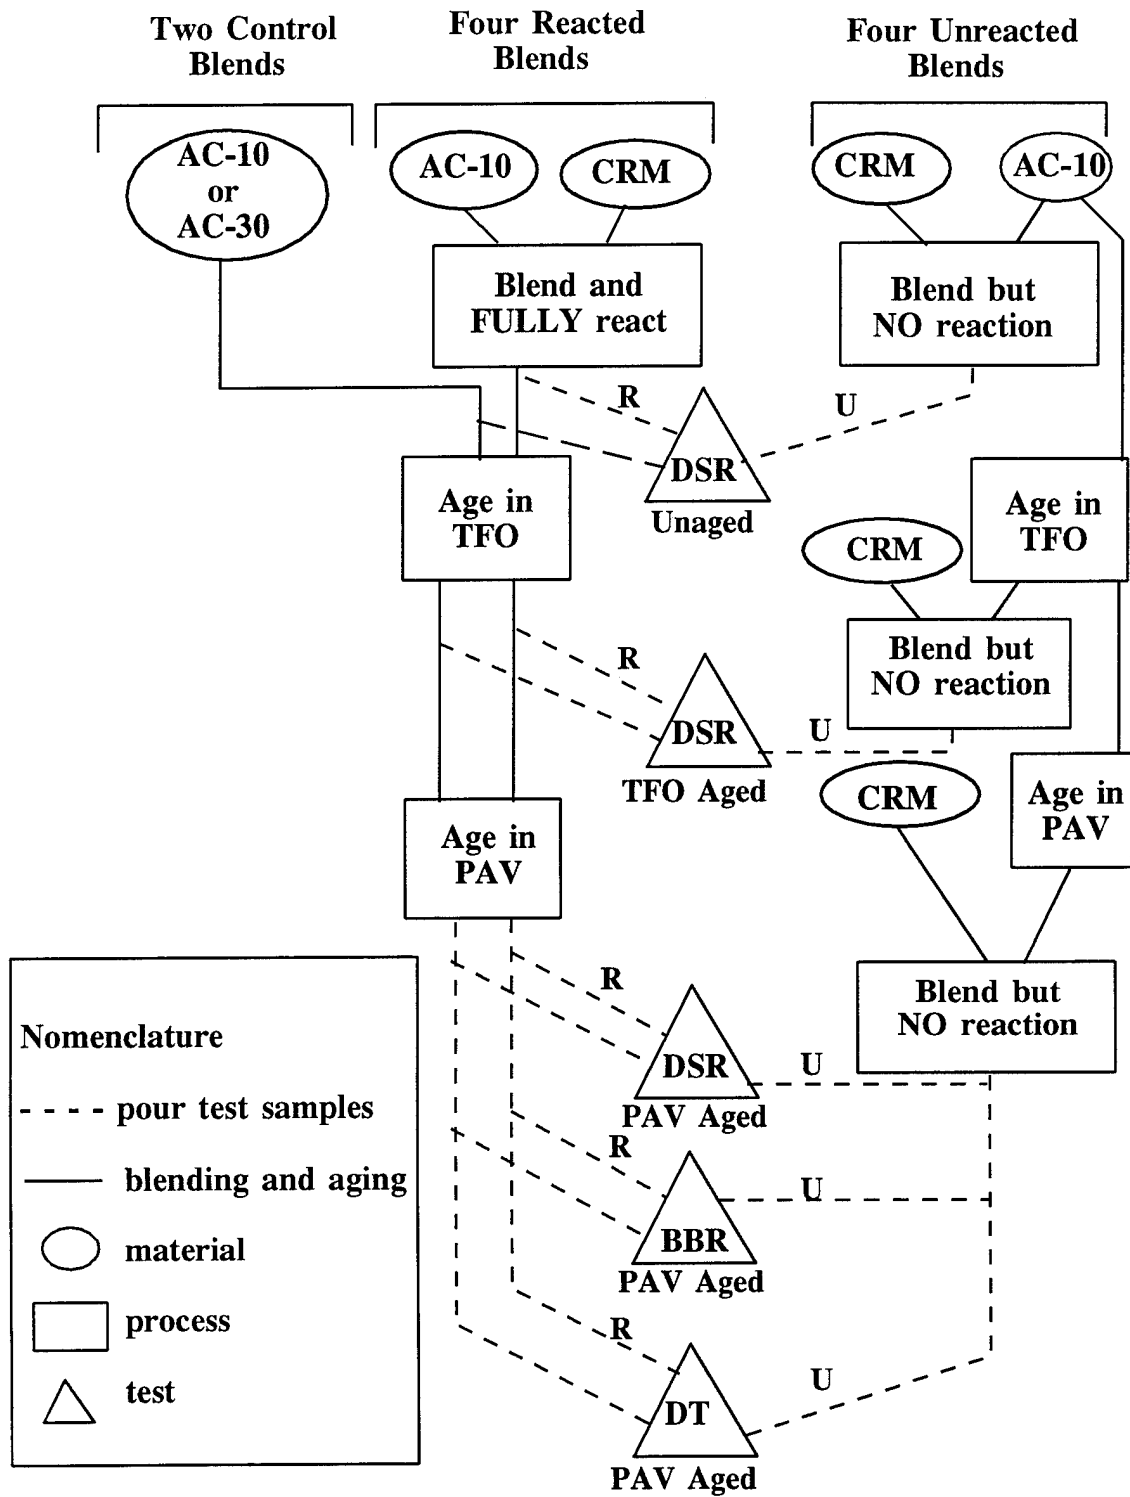 Two Control
Blends
Four Reacted
Blends
Four Unreacted
Blends
AC-10
or
AC-30
AC-10
CRM
CRM
AC-10
Blend and
FULLY react
Blend but
NO reaction
R
U
DSR
Unaged
Age in
TFO
Age in
TFO
CRM
Blend but
NO reaction
R
DSR
U
TFO Aged
CRM
Age in
PAV
Age in
PAV
Blend but
NO reaction
R
DSR
U
PAV Aged
R
BBR
U
PAV Aged
R
DT
U
PAV Aged
Nomenclature
pour test samples
blending and aging
material
process
test